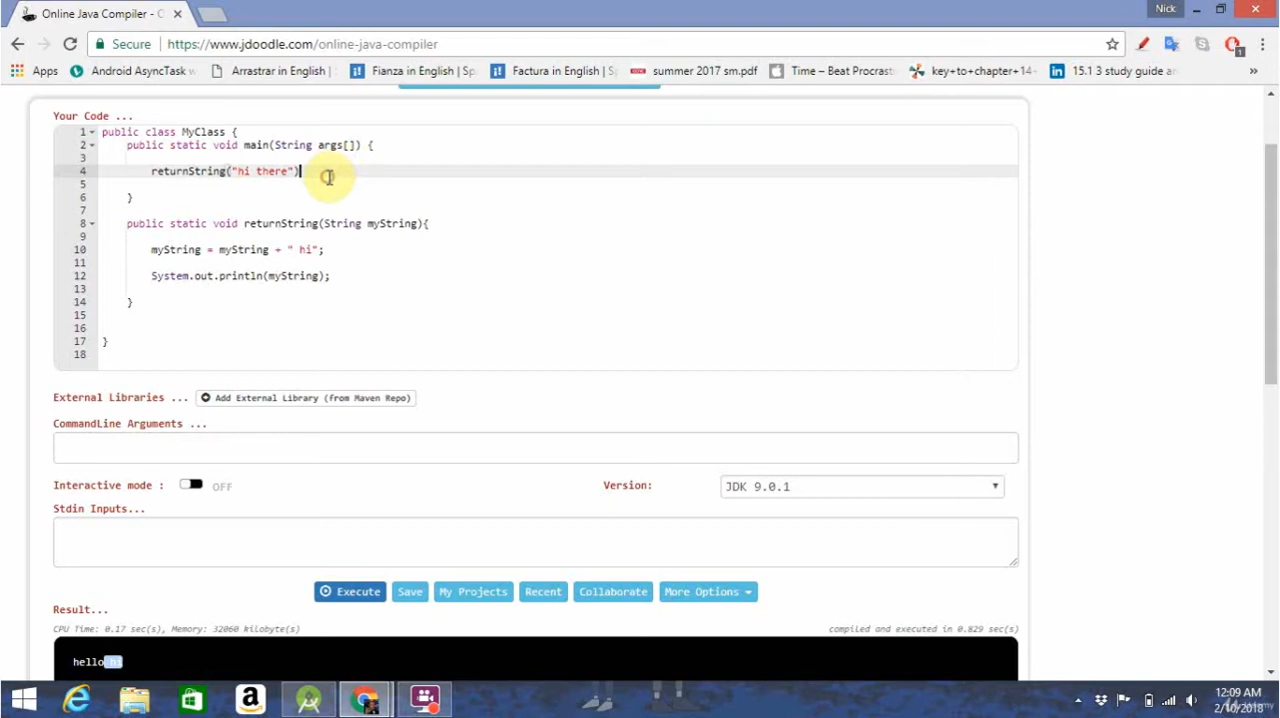 Online Java Compiler - C
Nick
Secure https://www.jdoodle.com/online-java-compiler
Apps Android AsyncTask Arrastrar in English | Fianza in English | Sp Factura in English | Sp summer 2017 sm.pdf Time – Beat Procrast key+to+chapter+14- 15.1 3 study guide a »
1
Your Code ...
1 public class MyClass {
2 public static void main(String args[]) {
3
4 returnString("hi there")
5
6 }
7
8 public static void returnString(String myString){
9
10 myString = myString + " hi";
11
12 System.out.println(myString);
13
14 }
15
16
17 }
18
External Libraries ... Add External Library (from Maven Repo)
CommandLine Arguments ...
Interactive mode : OFF Version: JDK 9.0.1
Stdin Inputs...
Execute Save My Projects Recent Collaborate More Options
Result...
CPU Time: 0.17 sec(s), Memory: 32060 kilobyte(s) compiled and executed in 0.829 sec(s)
hello hi
12:09 AM
2/10/2018